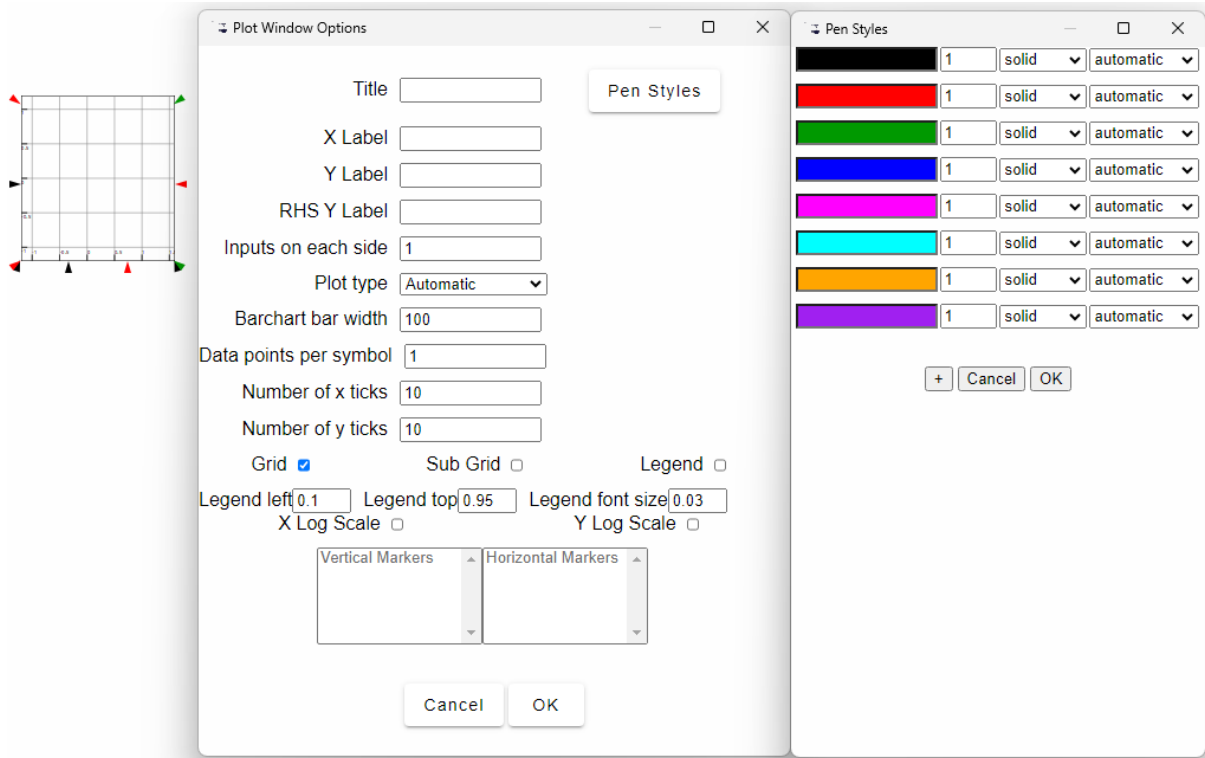 Plot Window Options
Title
Pen Styles
X Label
Y Label
RHS Y Label
Inputs on each side 1
Plot type Automatic
Barchart bar width 100
Data points per symbol 1
Number of x ticks 10
Number of y ticks 10
Grid Sub Grid Legend
Legend left 0.1 Legend top 0.95 Legend font size 0.03
X Log Scale Y Log Scale
Vertical Markers Horizontal Markers
Cancel OK
Pen Styles
1 solid automatic
1 solid automatic
1 solid automatic
1 solid automatic
1 solid automatic
1 solid automatic
1 solid automatic
1 solid automatic
+ Cancel OK